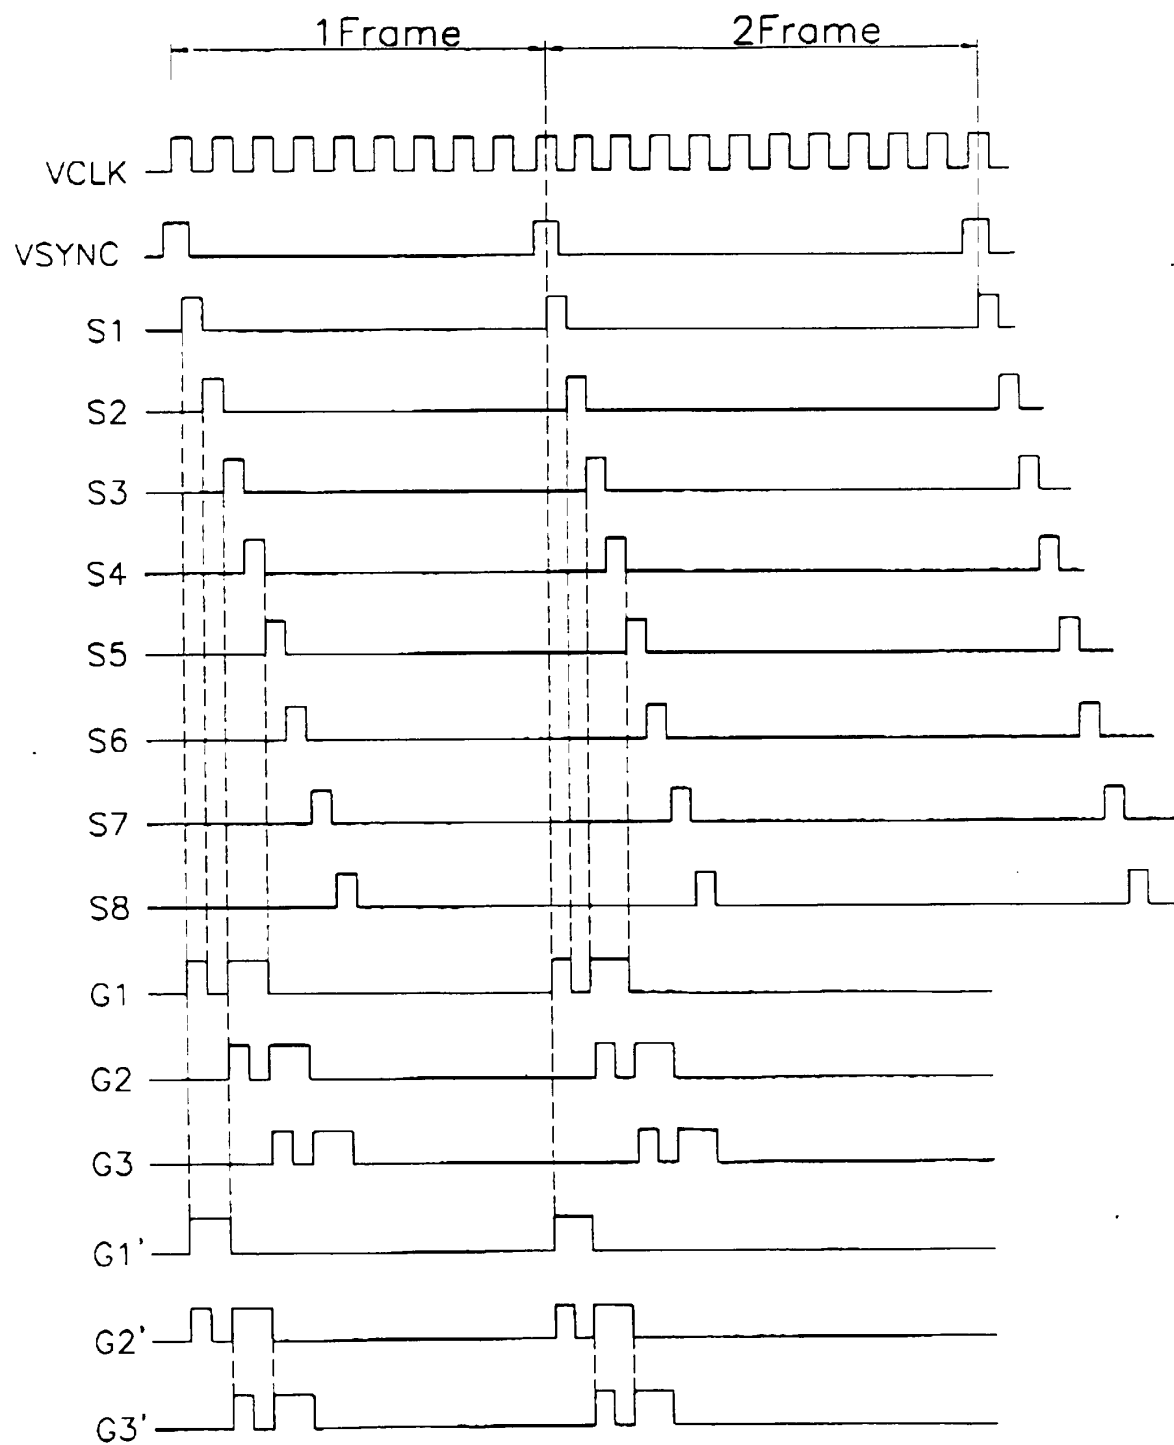 1Frame 2Frame
VCLK
VSYNC
S1
S2
S3
S4
S5
S6
S7
S8
G1
G2
G3
G1'
G2'
G3'